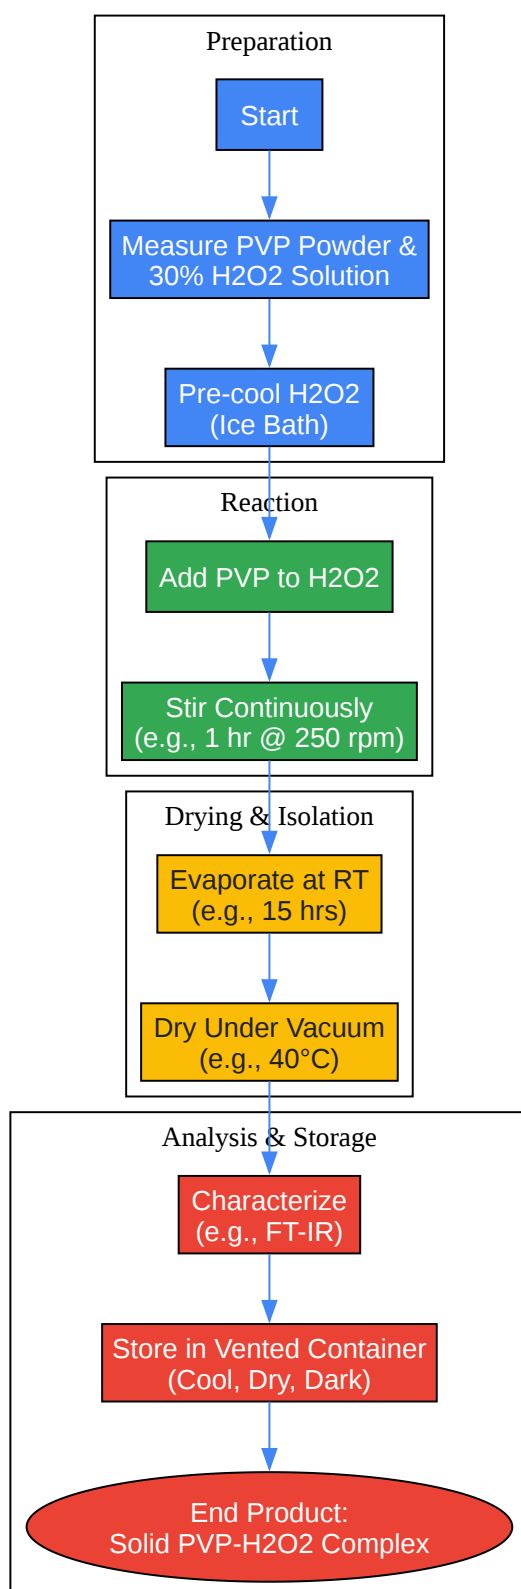 Preparation
Start
Measure PVP Powder &
30% H2O2 Solution
Pre-cool H2O2
(Ice Bath)
Reaction
Add PVP to H2O2
Stir Continuously
(e.g., 1 hr @ 250 rpm)
Drying & Isolation
Evaporate at RT
(e.g., 15 hrs)
Dry Under Vacuum
(e.g., 40°C)
Analysis & Storage
Characterize
(e.g., FT-IR)
Store in Vented Container
(Cool, Dry, Dark)
End Product:
Solid PVP-H2O2 Complex